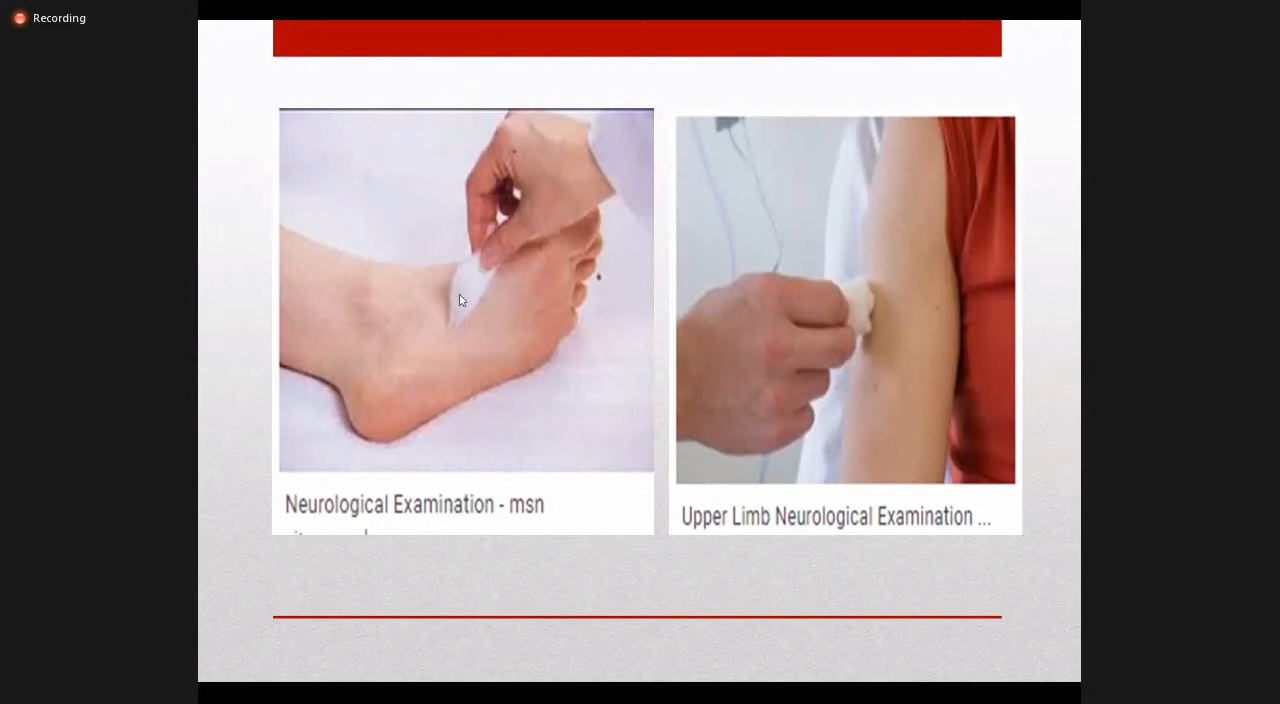 Recording
Neurological Examination - msn
Upper Limb Neurological Examination ...